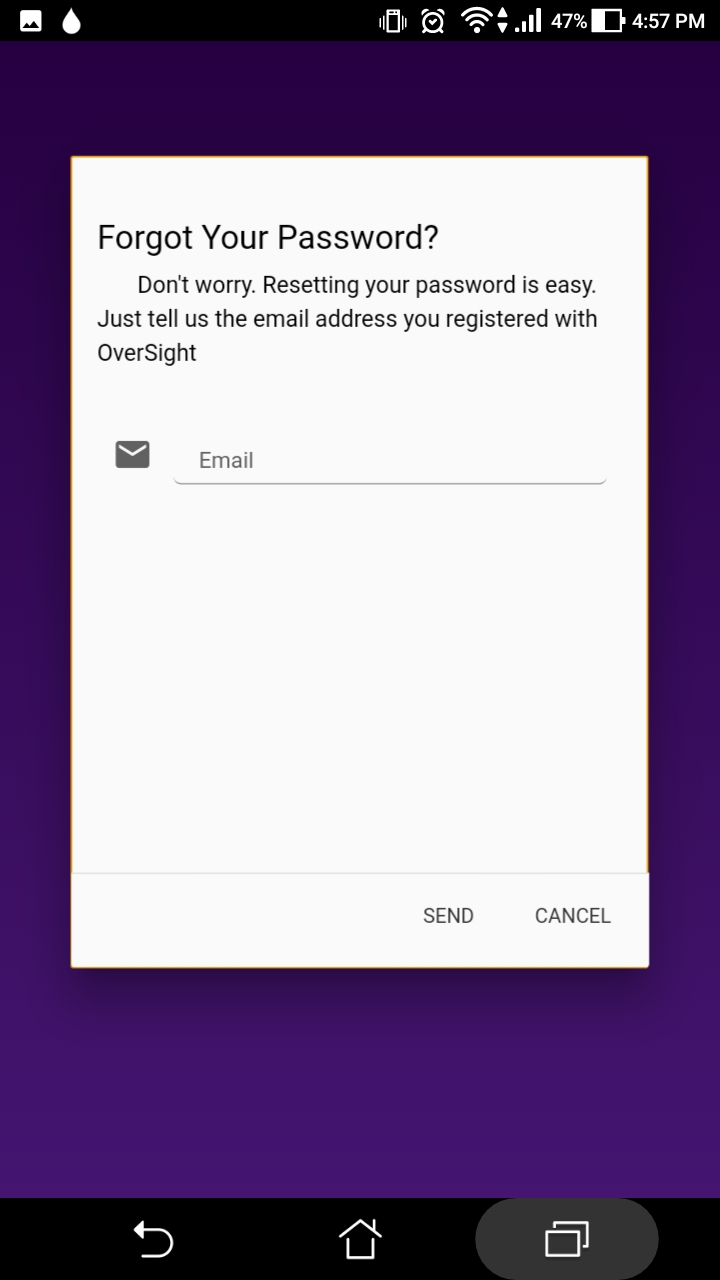 47% 4:57 PM
Forgot Your Password?
Don't worry. Resetting your password is easy.
Just tell us the email address you registered with
OverSight
Email
SEND CANCEL